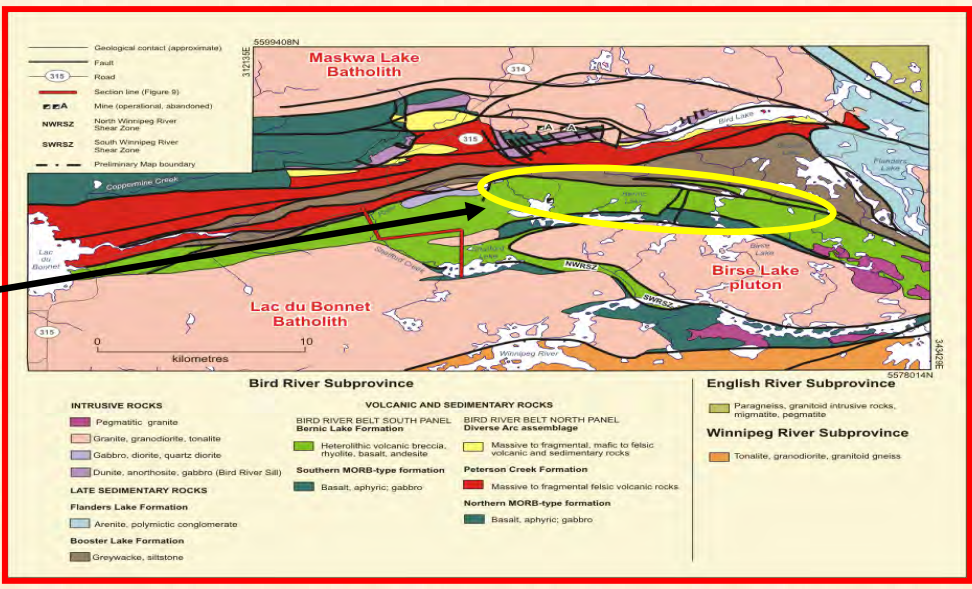 Geological contact (approximate)
Fault
315
Road
Section line (Figure 9)
A
Mine (operational, abandoned)
NWRSZ
North Winnipeg River
Shear Zone
SWRSZ
South Winnipeg River
Shear Zone
Preliminary Map boundary
5599408N
312135E
Maskwa Lake
Batholith
314
315
A
A
Bird Lake
Flanders
Lake
Coppermine Creek
Lac
du
Bonnet
Shatford Creek
Lake
Birse
Lake
NWRSZ
SWRSZ
Birse Lake
pluton
Lac du Bonnet
Batholith
315
0
10
kilometres
Winnipeg River
343429E
5578014N
Bird River Subprovince
INTRUSIVE ROCKS
Pegmatitic granite
Granite, granodiorite, tonalite
Gabbro, diorite, quartz diorite
Dunite, anorthosite, gabbro (Bird River Sill)
LATE SEDIMENTARY ROCKS
Flanders Lake Formation
Arenite, polymictic conglomerate
Booster Lake Formation
Greywacke, siltstone
VOLCANIC AND SEDIMENTARY ROCKS
BIRD RIVER BELT SOUTH PANEL
Bernic Lake Formation
Heterolithic volcanic breccia,
rhyolite, basalt, andesite
Southern MORB-type formation
Basalt, aphyric; gabbro
BIRD RIVER BELT NORTH PANEL
Diverse Arc assemblage
Massive to fragmental, mafic to felsic
volcanic and sedimentary rocks
Peterson Creek Formation
Massive to fragmental felsic volcanic rocks
Northern MORB-type formation
Basalt, aphyric; gabbro
English River Subprovince
Paragneiss, granitoid intrusive rocks,
migmatite, pegmatite
Winnipeg River Subprovince
Tonalite, granodiorite, granitoid gneiss